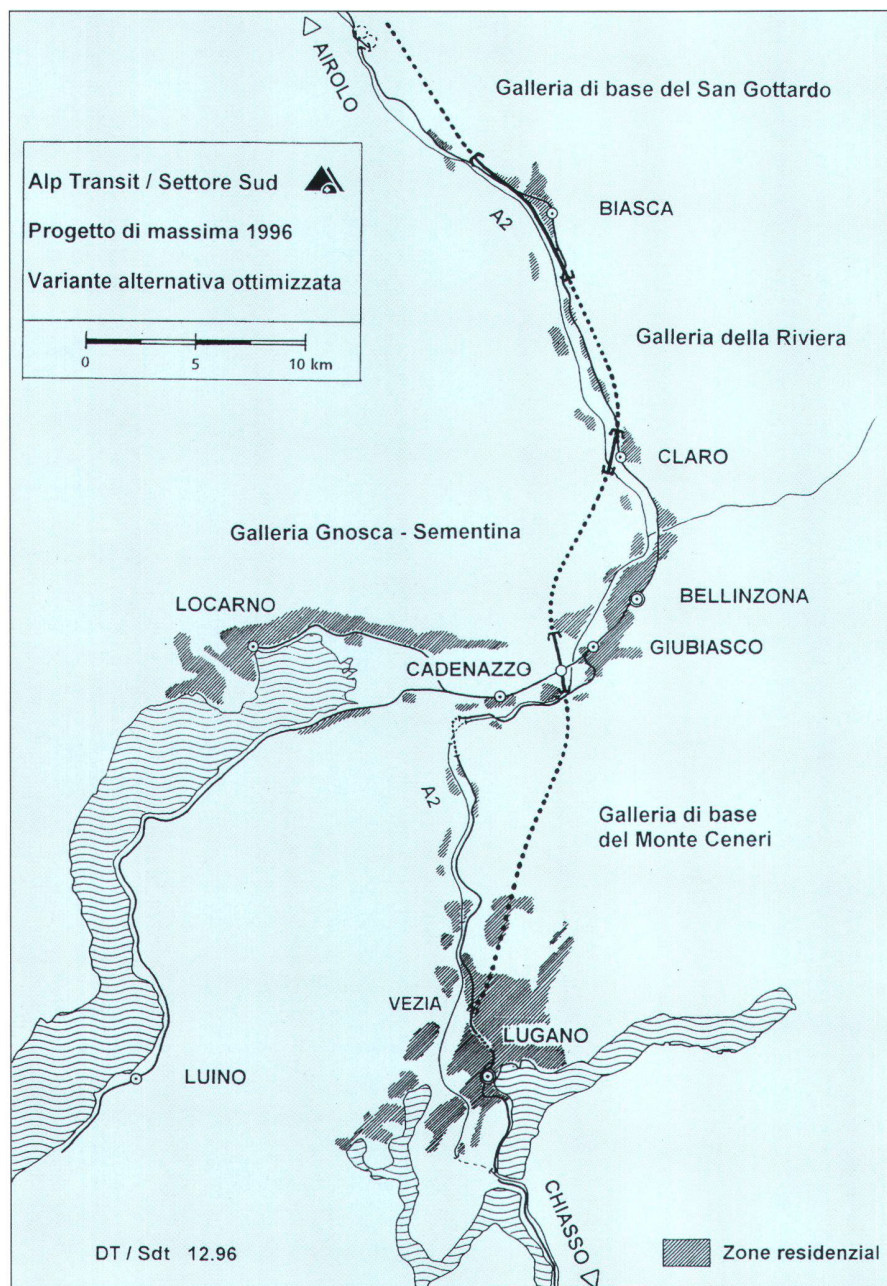 AIROLO
Galleria di base del San Gottardo
Alp Transit / Settore Sud
Progetto di massima 1996
Variante alternativa ottimizzata
0 5 10 km
A2
BIASCA
Galleria della Riviera
CLARO
Galleria Gnosca - Sementina
LOCARNO
BELLINZONA
CADENAZZO
GIUBIASCO
A2
Galleria di base
del Monte Ceneri
VEZIA
LUGANO
LUINO
CHIASSO
DT / Sdt 12.96
Zone residenzial